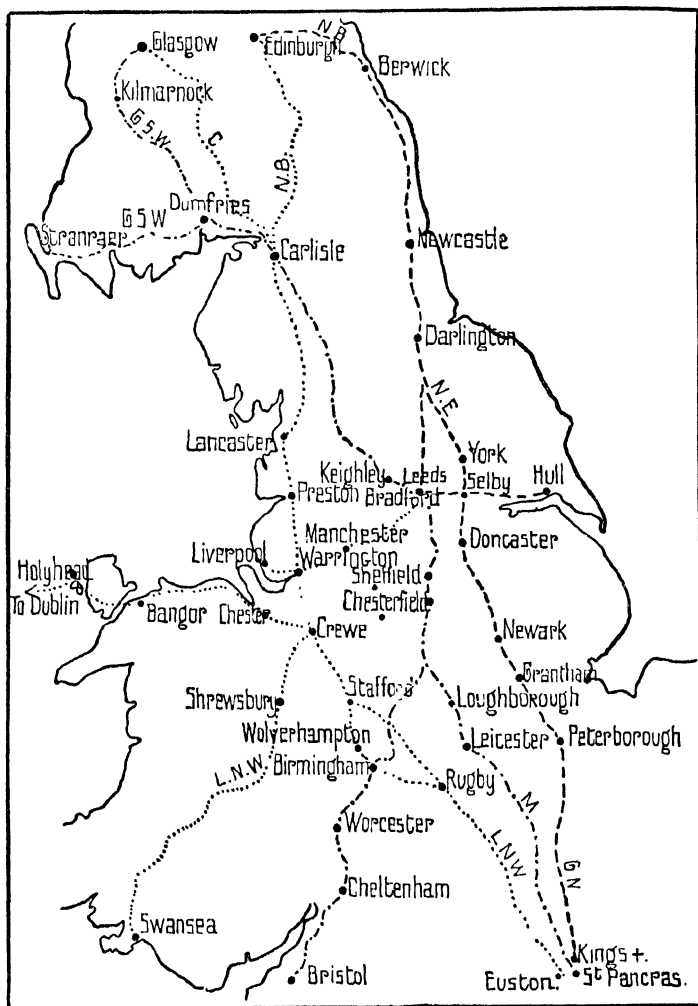 Glasgow
Edinburgh
N B
Berwick
Kilmarnock
G.S.W
C
N.B.
Dumfries
G S W
Stranraer
Carlisle
Newcastle
Darlington
N.E
Lancaster
York
Keighley
Leeds
Bradford
Selby
Hull
Preston
Manchester
Doncaster
Liverpool
Warrington
Holyhead
Sheffield
To Dublin
Bangor
Chester
Chesterfield
Crewe
Newark
Grantham
Shrewsbury
Stafford
Loughborough
Wolverhampton
Leicester
Peterborough
Birmingham
L.N.W
Rugby
M
Worcester
LNW
G N
Cheltenham
Swansea
Kings +.
Bristol
Euston.
St Pancras.